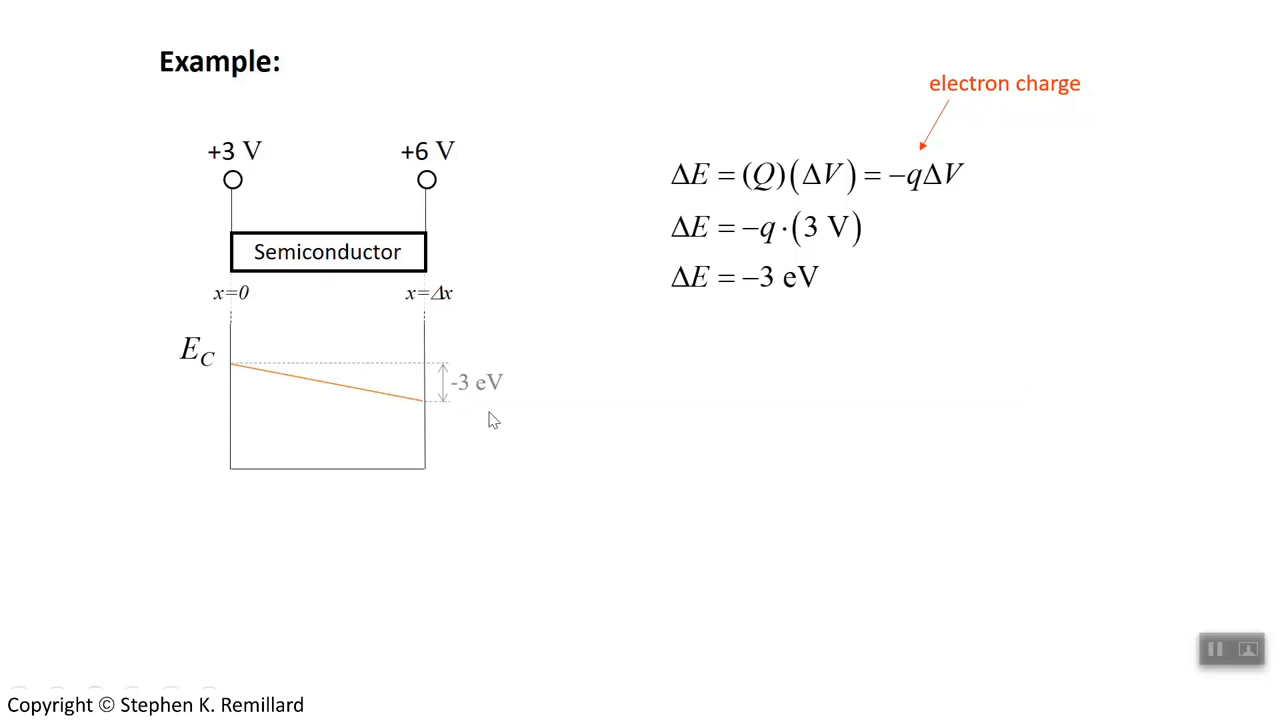 Example:
electron charge
+3 V
+6 V
ΔE = (Q)(ΔV) = −qΔV
Semiconductor
ΔE = −q·(3 V)
ΔE = −3 eV
x=0
x=Δx
E_C
-3 eV
Copyright © Stephen K. Remillard